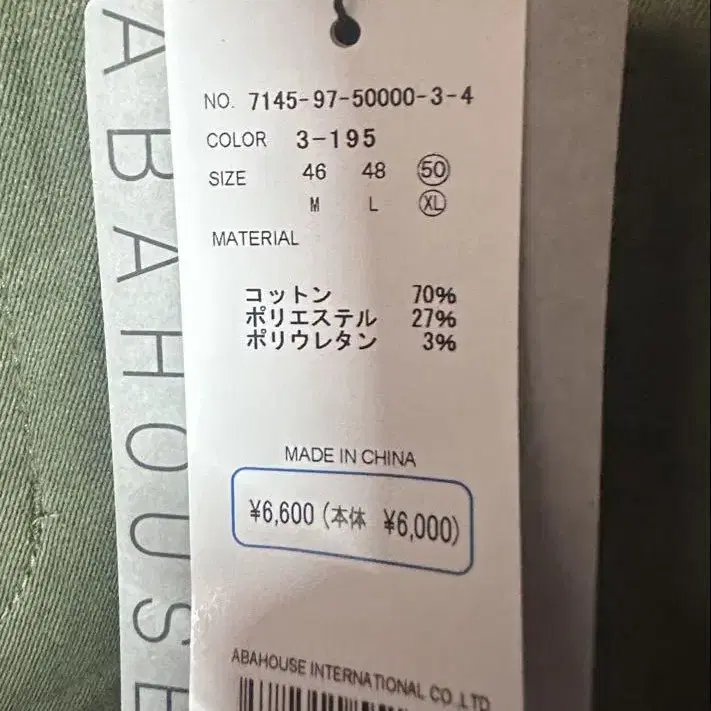 ABAHOUSE
NO. 7145-97-50000-3-4
COLOR 3-195
SIZE 46 48 50
M L XL
MATERIAL
コットン 70%
ポリエステル 27%
ポリウレタン 3%
MADE IN CHINA
¥6,600 (本体 ¥6,000)
ABAHOUSE INTERNATIONAL CO.,LTD